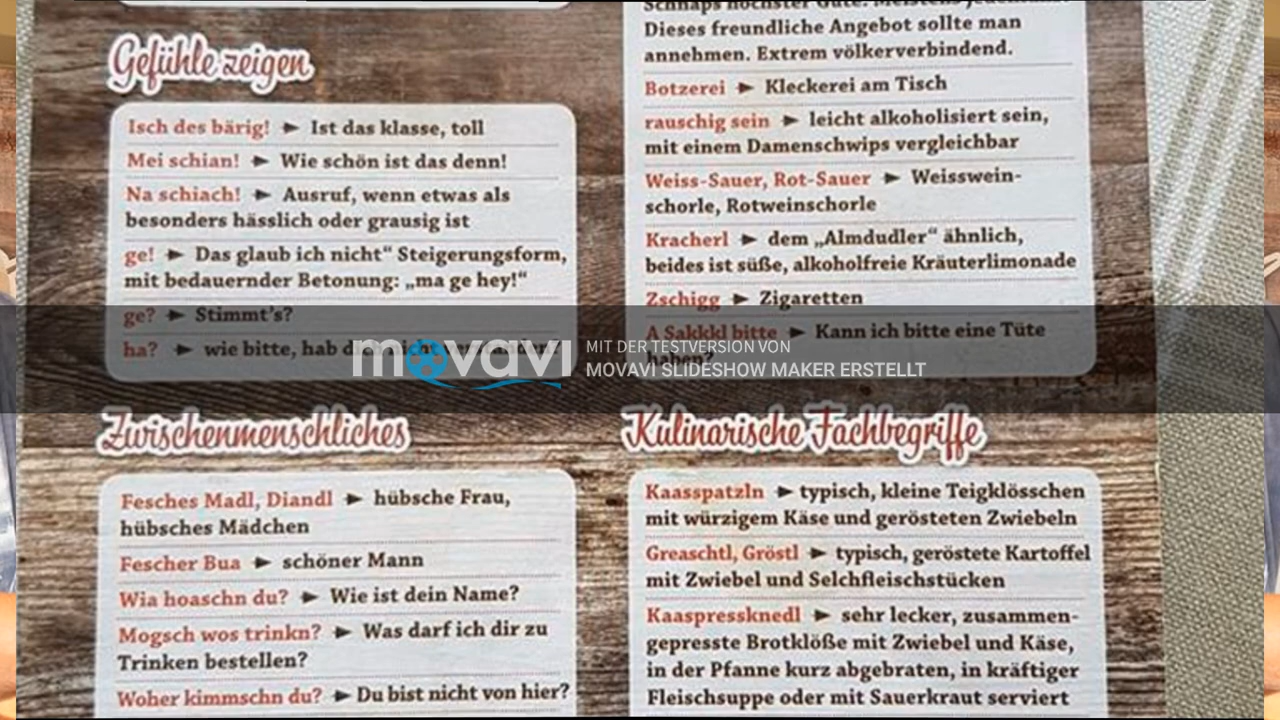 Gefühle zeigen
Isch des bärig! ► Ist das klasse, toll
Mei schian! ► Wie schön ist das denn!
Na schiach! ► Ausruf, wenn etwas als
besonders hässlich oder grausig ist
ge! ► Das glaub ich nicht“ Steigerungsform,
mit bedauernder Betonung: „ma ge hey!“
ge? ► Stimmt's?
ha? ► wie bitte, hab
Zwischenmenschliches
Fesches Madl, Diandl ► hübsche Frau,
hübsches Mädchen
Fescher Bua ► schöner Mann
Wia hoaschn du? ► Wie ist dein Name?
Mogsch wos trinkn? ► Was darf ich dir zu
Trinken bestellen?
Woher kimmschn du? ► Du bist nicht von hier?
Schnaps höchster Güte. Meistens
Dieses freundliche Angebot sollte man
annehmen. Extrem völkerverbindend.
Botzerei ► Kleckerei am Tisch
rauschig sein ► leicht alkoholisiert sein,
mit einem Damenschwips vergleichbar
Weiss-Sauer, Rot-Sauer ► Weisswein-
schorle, Rotweinschorle
Kracherl ► dem „Almdudler“ ähnlich,
beides ist süße, alkoholfreie Kräuterlimonade
Zschigg ► Zigaretten
A Sakkkl bitte ► Kann ich bitte eine Tüte
haben?
Kulinarische Fachbegriffe
Kaasspatzln ► typisch, kleine Teigklösschen
mit würzigem Käse und gerösteten Zwiebeln
Greaschtl, Gröstl ► typisch, geröstete Kartoffel
mit Zwiebel und Selchfleischstücken
Kaaspressknedl ► sehr lecker, zusammen-
gepresste Brotklöße mit Zwiebel und Käse,
in der Pfanne kurz abgebraten, in kräftiger
Fleischsuppe oder mit Sauerkraut serviert
movavi
MIT DER TESTVERSION VON
MOVAVI SLIDESHOW MAKER ERSTELLT